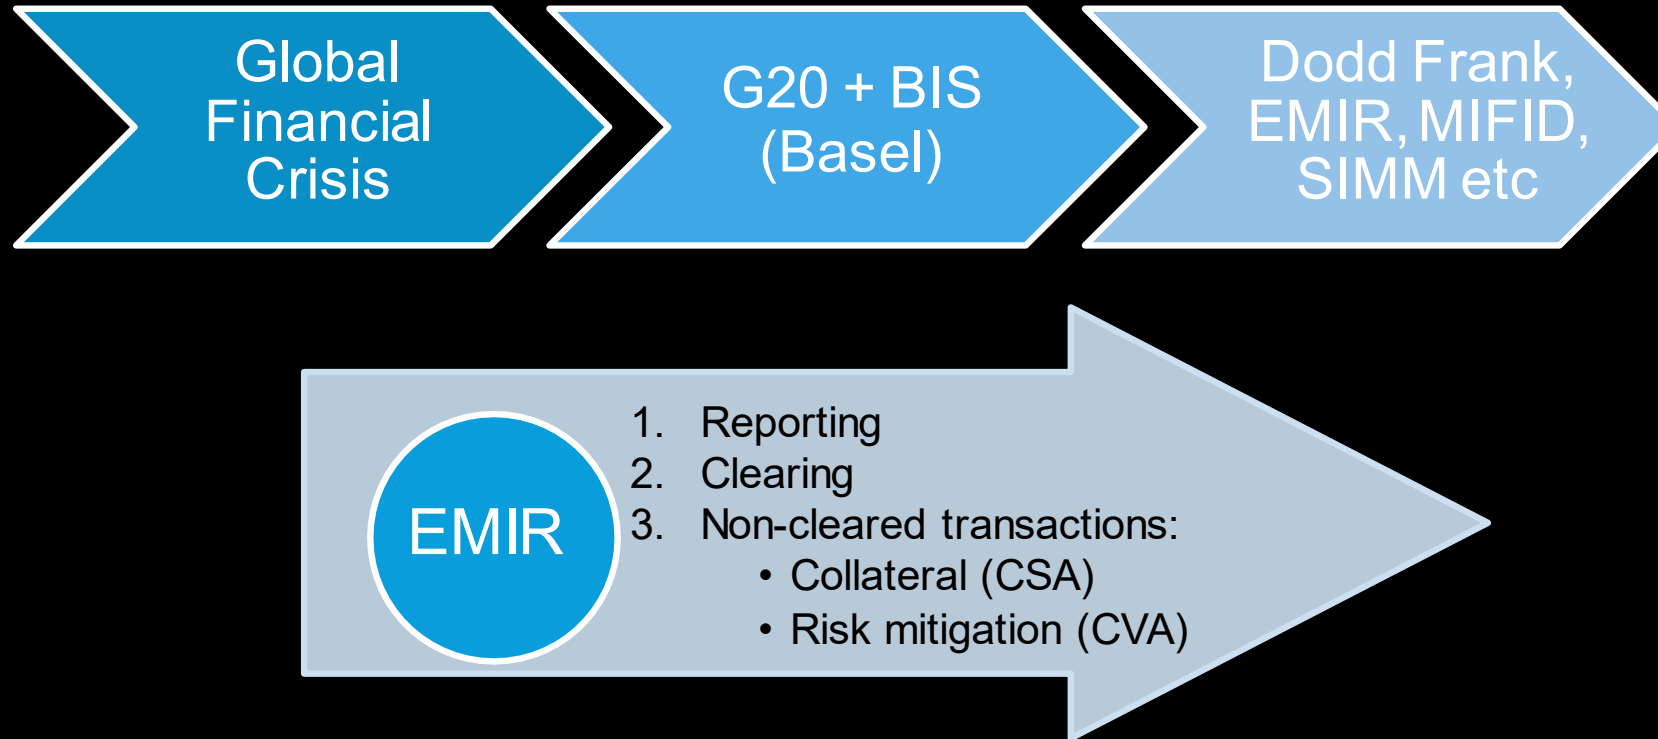 Global
Financial
Crisis
G20 + BIS
(Basel)
Dodd Frank,
EMIR, MIFID,
SIMM etc
EMIR
1. Reporting
2. Clearing
3. Non-cleared transactions:
• Collateral (CSA)
• Risk mitigation (CVA)